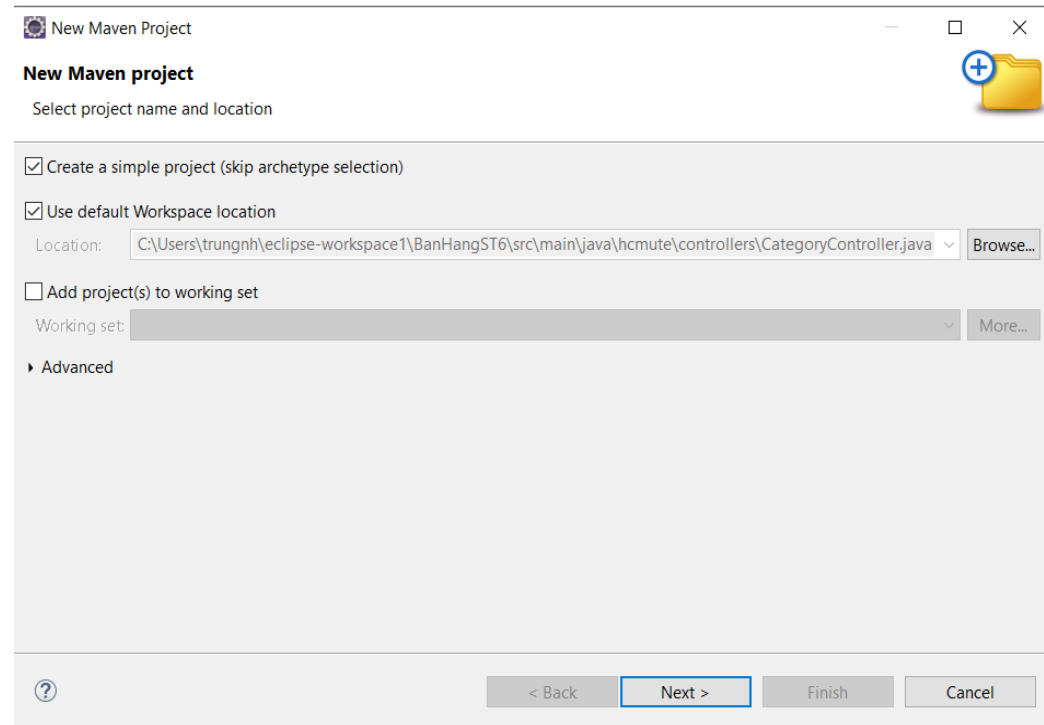 New Maven Project
New Maven project
Select project name and location
Create a simple project (skip archetype selection)
Use default Workspace location
Location: C:\Users\trungnh\eclipse-workspace1\BanHangST6\src\main\java\hcmute\controllers\CategoryController.java Browse...
Add project(s) to working set
Working set: More...
Advanced
? < Back Next > Finish Cancel